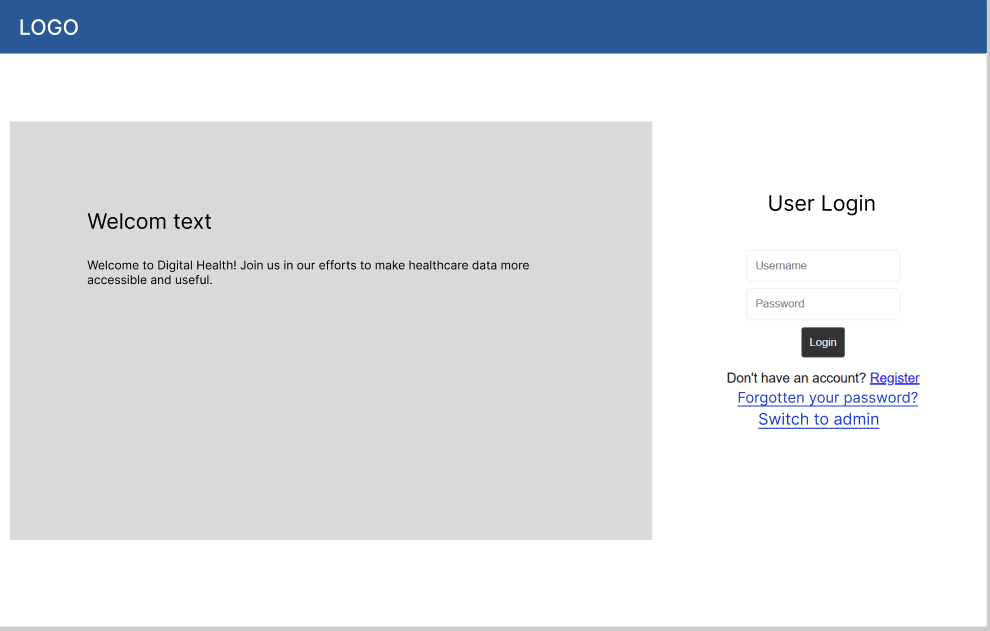 LOGO
Welcom text
Welcome to Digital Health! Join us in our efforts to make healthcare data more
accessible and useful.
User Login
Username
Password
Login
Don't have an account? Register
Forgotten your password?
Switch to admin